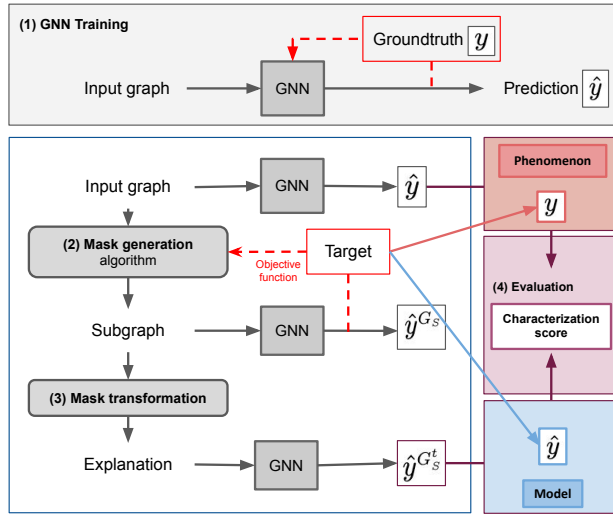 (1) GNN Training
Groundtruth y
Input graph
GNN
Prediction ŷ
Phenomenon
Input graph
GNN
ŷ
y
(2) Mask generation
algorithm
Objective
function
Target
(4) Evaluation
Characterization
score
Subgraph
GNN
ŷ^{G_S}
(3) Mask transformation
Explanation
GNN
ŷ^{G_S^t}
ŷ
Model